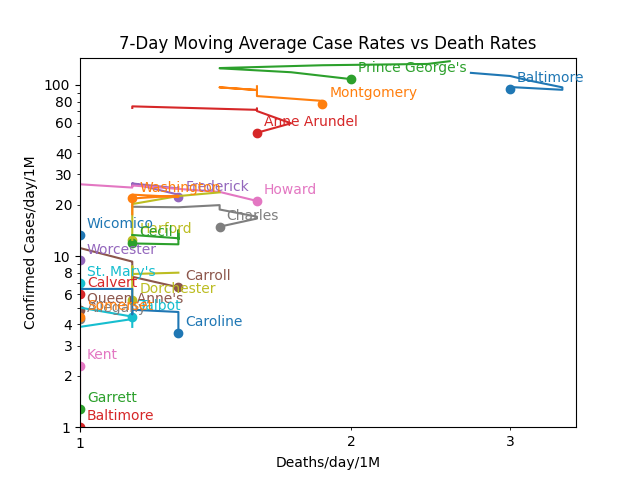 7-Day Moving Average Case Rates vs Death Rates
Confirmed Cases/day/1M
100
80
60
40
30
20
10
8
6
4
3
2
1
Prince George's
Baltimore
Montgomery
Anne Arundel
Washington
Frederick
Howard
Charles
Wicomico
Harford
Cecil
Worcester
St. Mary's
Carroll
Calvert
Dorchester
Queen Anne's
Somerset
Allegany
Talbot
Caroline
Kent
Garrett
Baltimore
1
2
3
Deaths/day/1M